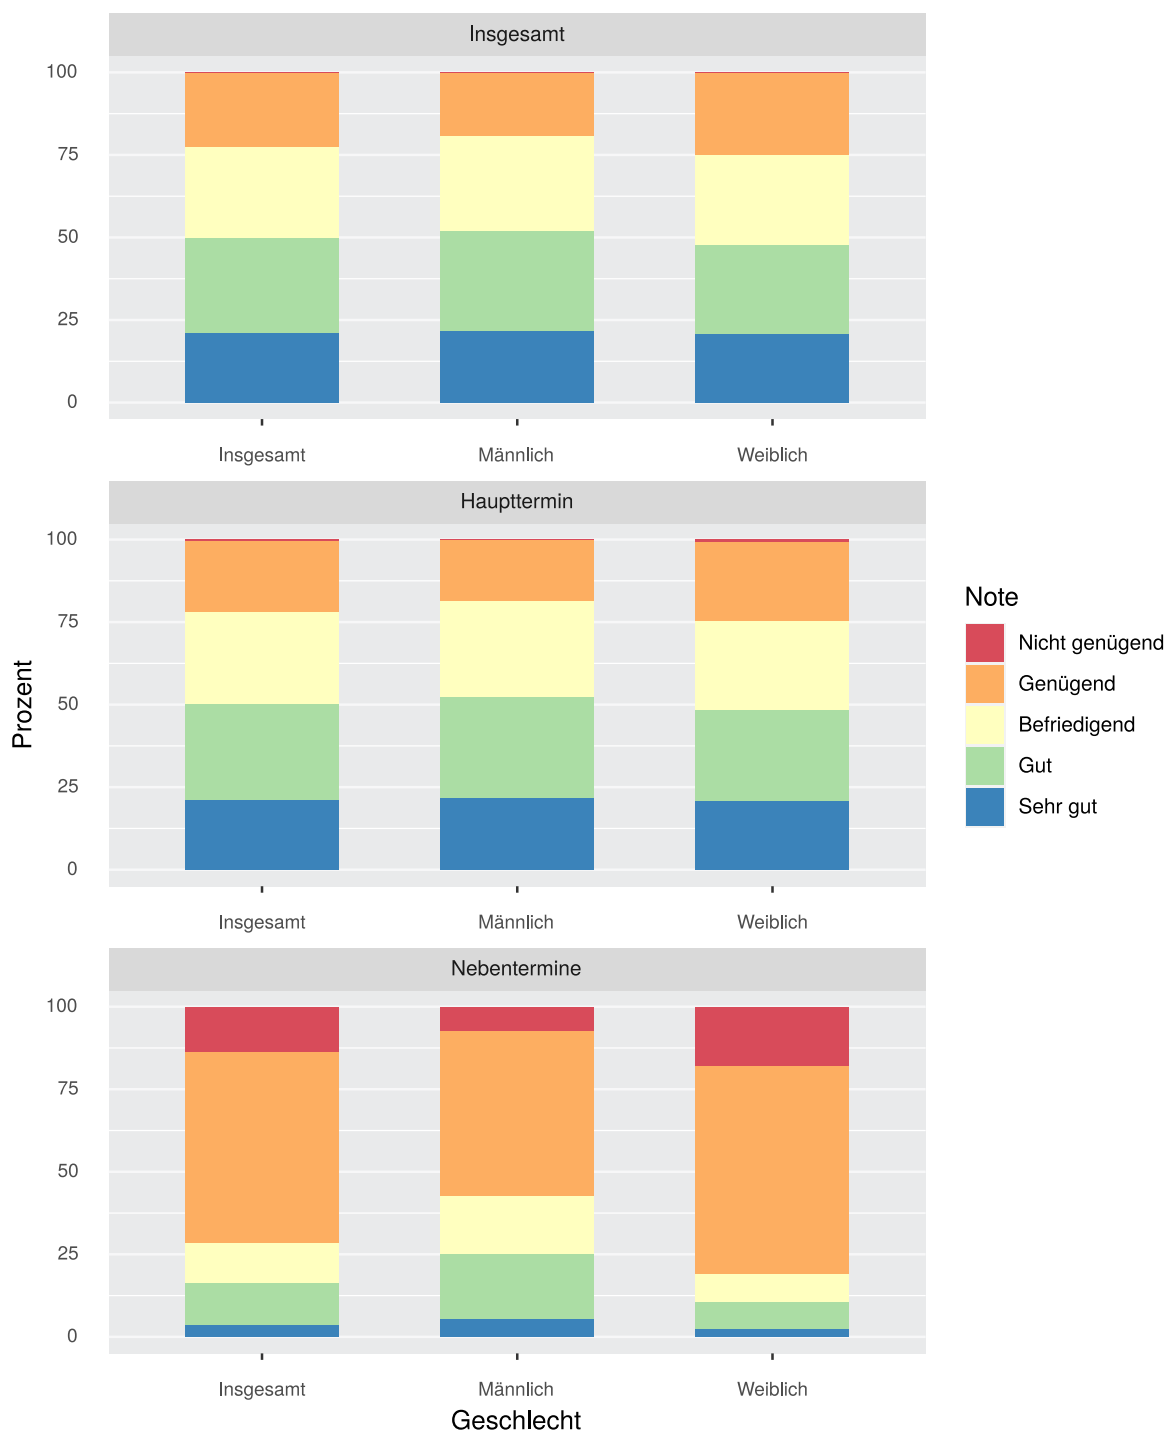 Insgesamt
100
75
50
25
0
Insgesamt Männlich Weiblich
Haupttermin
100
75
50
25
0
Insgesamt Männlich Weiblich
Nebentermine
100
75
50
25
0
Insgesamt Männlich Weiblich
Geschlecht
Prozent
Note
Nicht genügend
Genügend
Befriedigend
Gut
Sehr gut